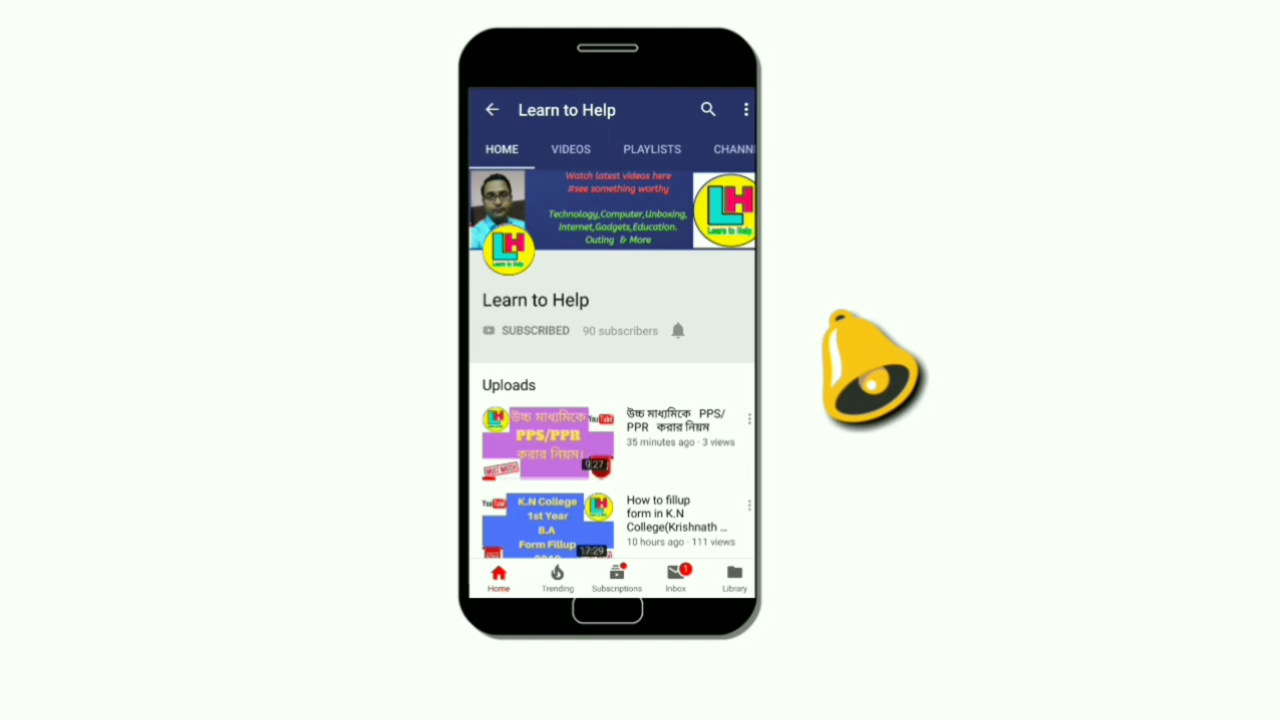 Learn to Help
HOME VIDEOS PLAYLISTS CHANN
Watch latest videos here
#see something worthy
Technology,Computer,Unboxing,
Internet,Gadgets,Education.
Outing & More
LH
Learn to Help
LH
Learn to Help
Learn to Help
SUBSCRIBED 90 subscribers
Uploads
উচ্চ মাধ্যমিকে
PPS/PPR
করার নিয়ম।
YouTube
MUST WATCH
9:27
উচ্চ মাধ্যমিকে PPS/
PPR করার নিয়ম
35 minutes ago · 3 views
YouTube
K.N College
1st Year
B.A
Form Fillup
17:29
How to fillup
form in K.N
College(Krishnath ...
10 hours ago · 111 views
1
Home Trending Subscriptions Inbox Library